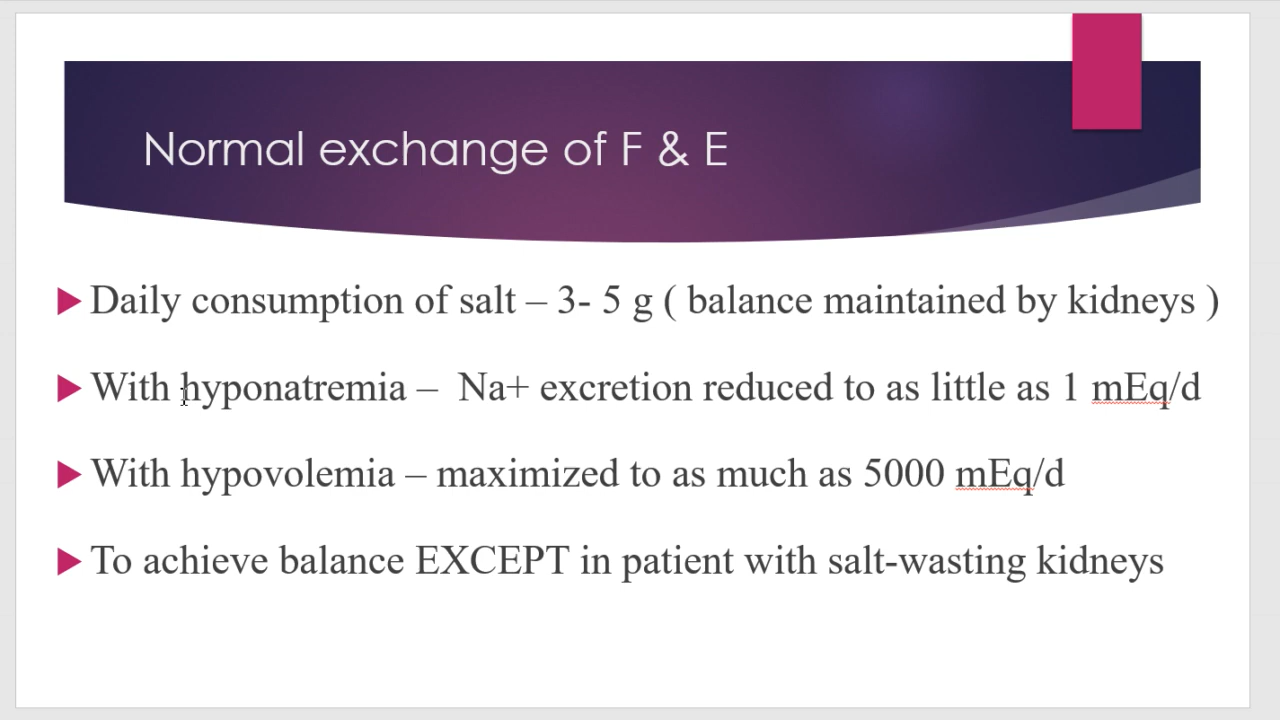 Normal exchange of F & E
Daily consumption of salt – 3- 5 g ( balance maintained by kidneys )
With hyponatremia –  Na+ excretion reduced to as little as 1 mEq/d
With hypovolemia – maximized to as much as 5000 mEq/d
To achieve balance EXCEPT in patient with salt-wasting kidneys